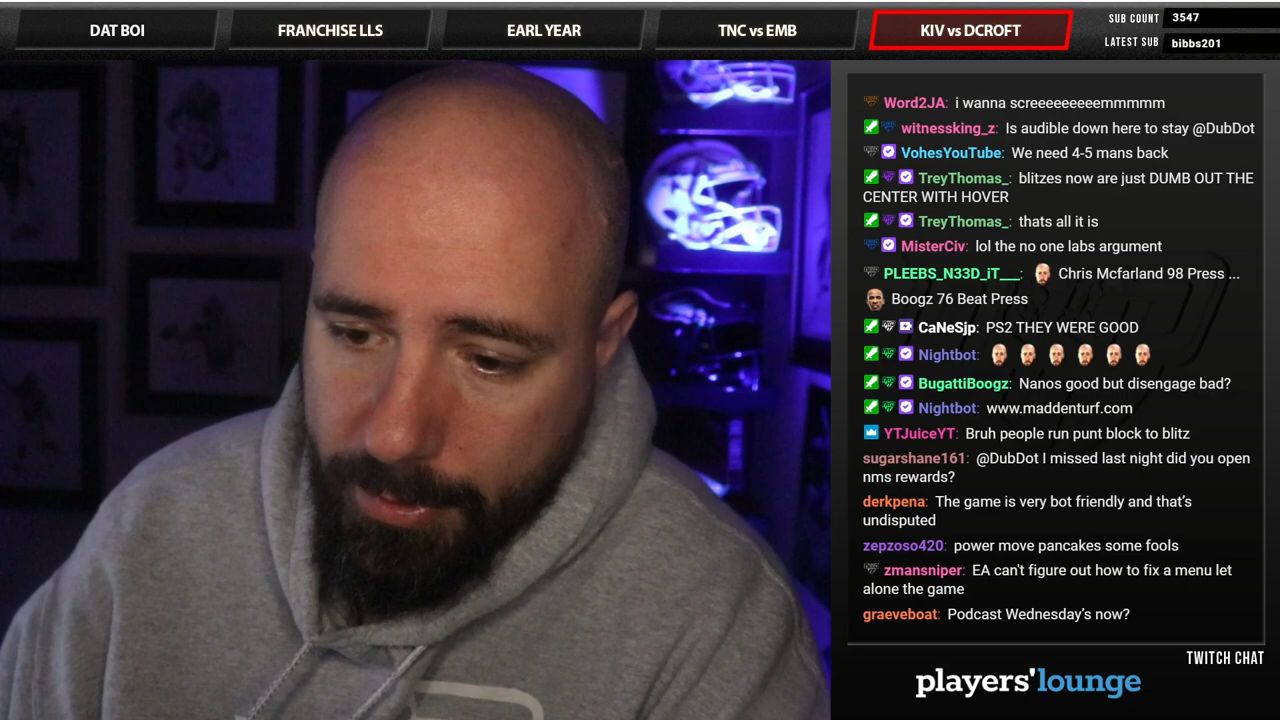 DAT BOI
FRANCHISE LLS
EARL YEAR
TNC vs EMB
KIV vs DCROFT
SUB COUNT 3547
LATEST SUB bibbs201
Word2JA: i wanna screeeeeeeeemmmmm
witnessking_z: Is audible down here to stay @DubDot
VohesYouTube: We need 4-5 mans back
TreyThomas_: blitzes now are just DUMB OUT THE
CENTER WITH HOVER
TreyThomas_: thats all it is
MisterCiv: lol the no one labs argument
PLEEBS_N33D_iT___: Chris Mcfarland 98 Press ...
Boogz 76 Beat Press
CaNeSjp: PS2 THEY WERE GOOD
Nightbot:
BugattiBoogz: Nanos good but disengage bad?
Nightbot: www.maddenturf.com
YTJuiceYT: Bruh people run punt block to blitz
sugarshane161: @DubDot I missed last night did you open
nms rewards?
derkpena: The game is very bot friendly and that’s
undisputed
zepzoso420: power move pancakes some fools
zmansniper: EA can't figure out how to fix a menu let
alone the game
graeveboat: Podcast Wednesday’s now?
TWITCH CHAT
players'lounge